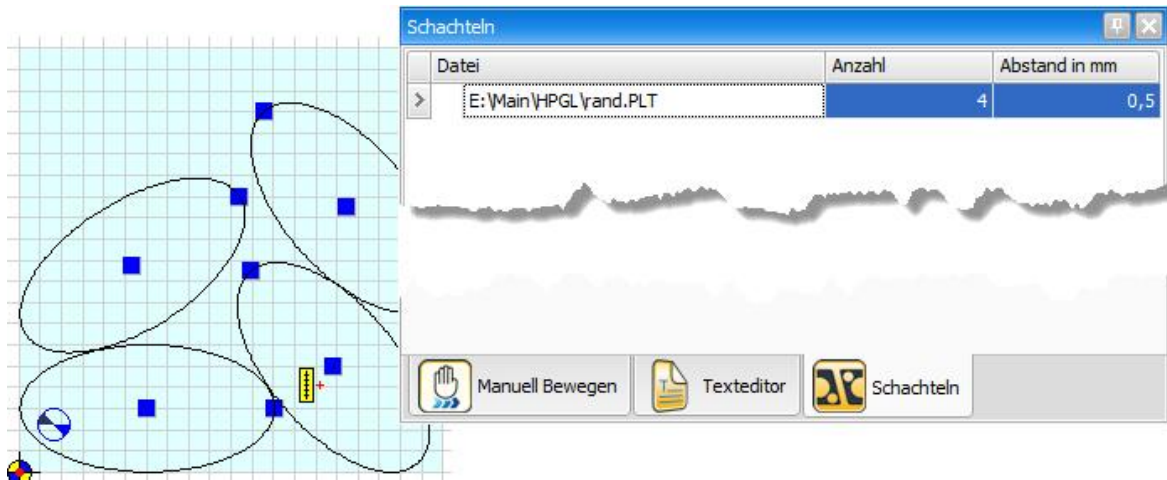 Schachteln
Datei Anzahl Abstand in mm
E:\Main\HPGL\rand.PLT 4 0,5
Manuell Bewegen Texteditor Schachteln